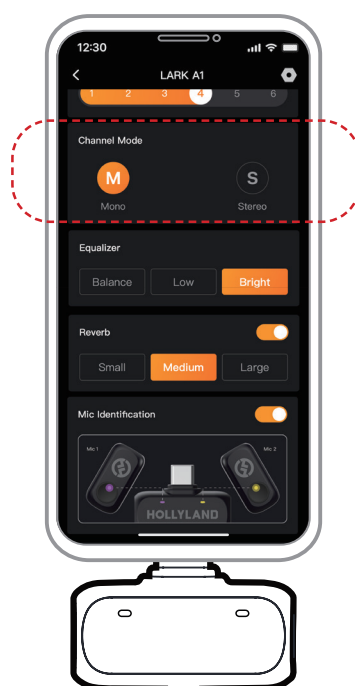 12:30
LARK A1
1 2 3 4 5 6
Channel Mode
M S
Mono Stereo
Equalizer
Balance Low Bright
Reverb
Small Medium Large
Mic Identification
Mic 1 Mic 2
HOLLYLAND